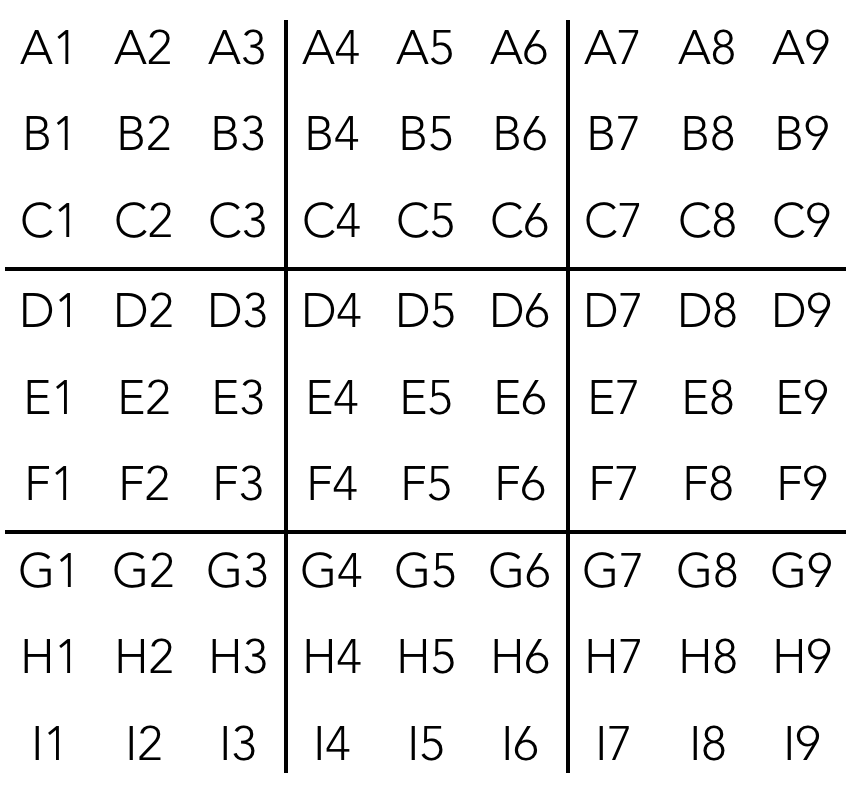 A1 A2 A3 A4 A5 A6 A7 A8 A9
B1 B2 B3 B4 B5 B6 B7 B8 B9
C1 C2 C3 C4 C5 C6 C7 C8 C9
D1 D2 D3 D4 D5 D6 D7 D8 D9
E1 E2 E3 E4 E5 E6 E7 E8 E9
F1 F2 F3 F4 F5 F6 F7 F8 F9
G1 G2 G3 G4 G5 G6 G7 G8 G9
H1 H2 H3 H4 H5 H6 H7 H8 H9
I1 I2 I3 I4 I5 I6 I7 I8 I9